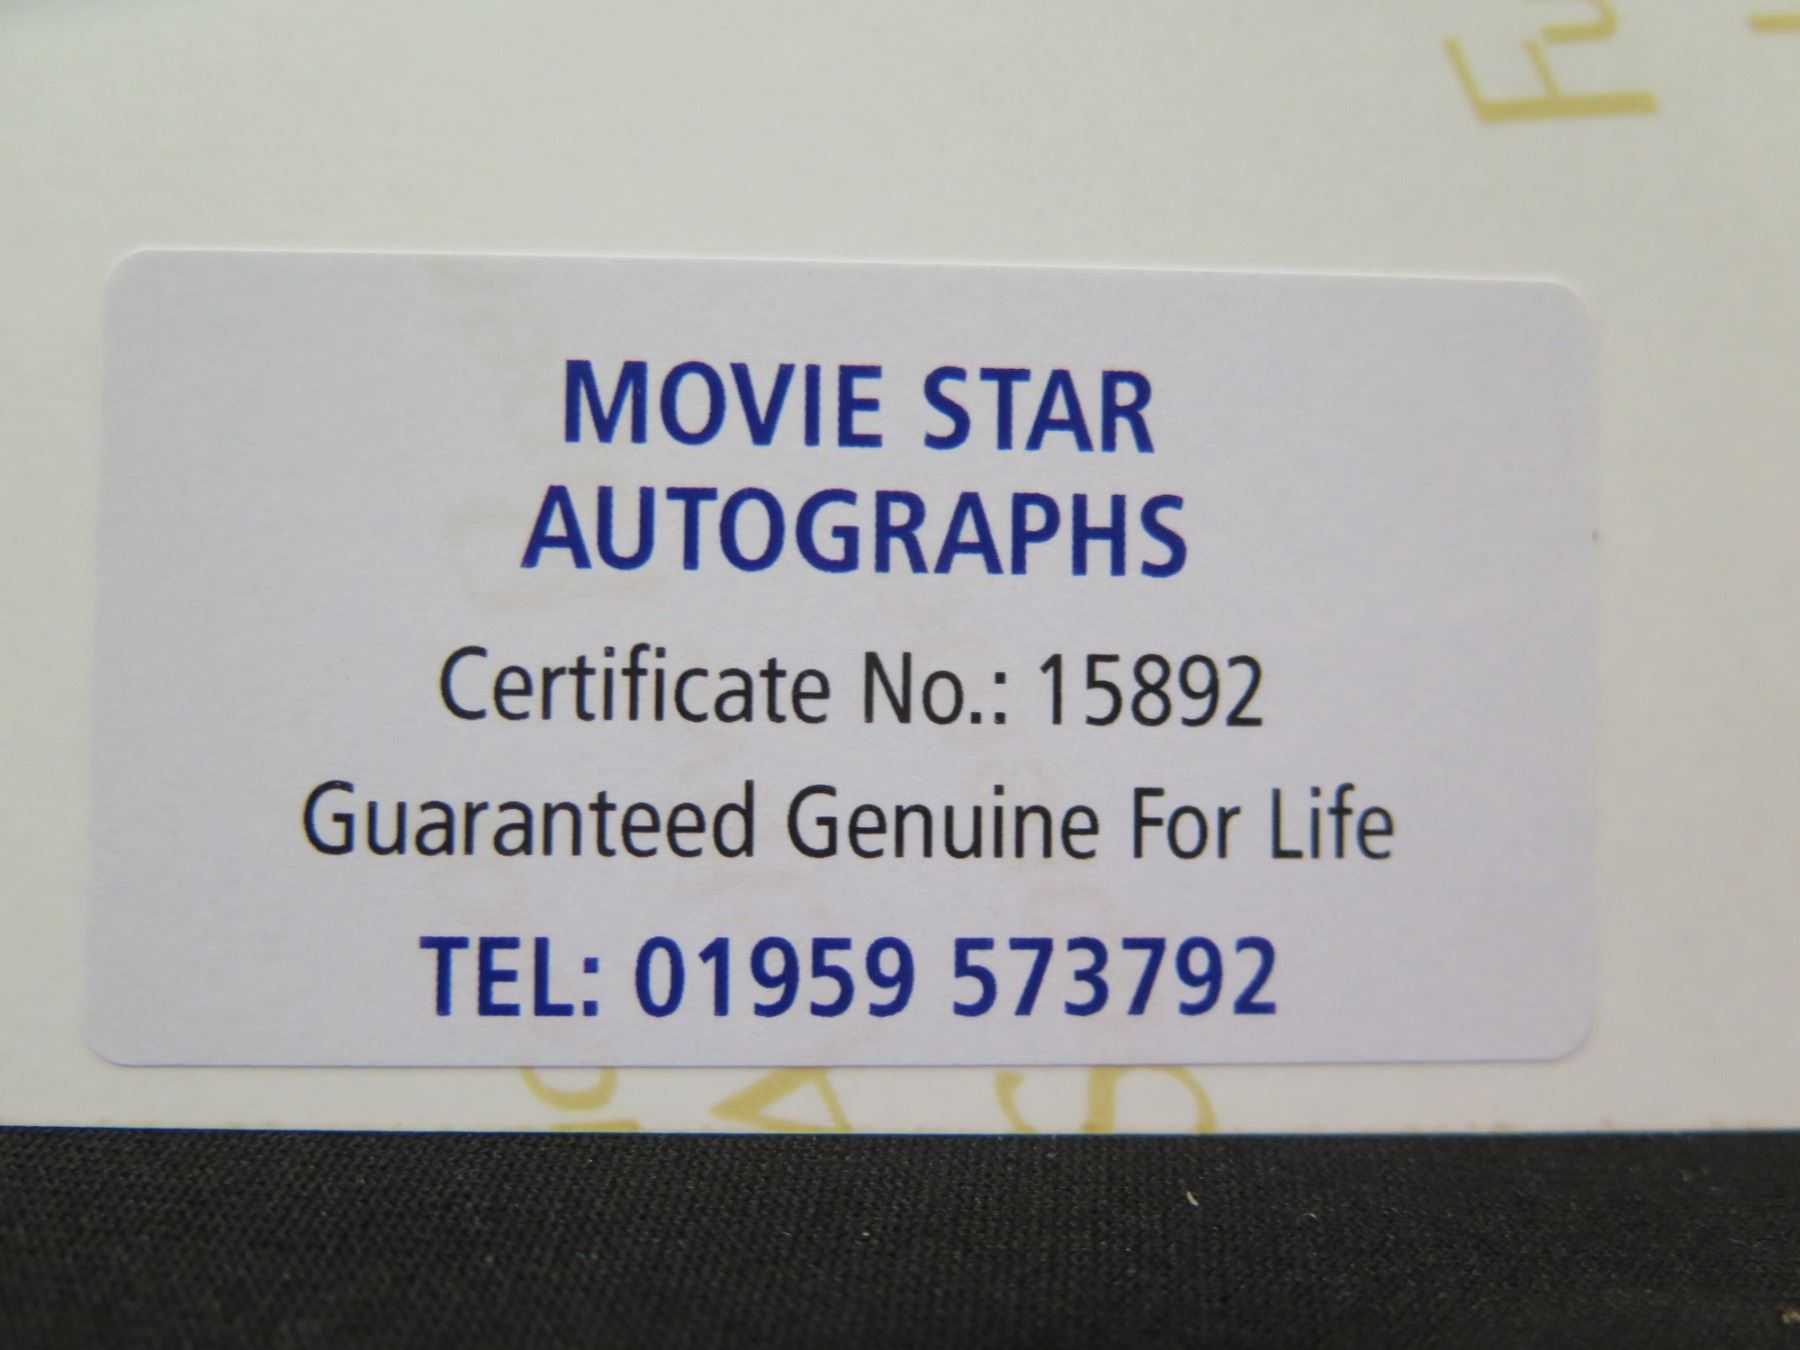 MOVIE STAR
AUTOGRAPHS
Certificate No.: 15892
Guaranteed Genuine For Life
TEL: 01959 573792